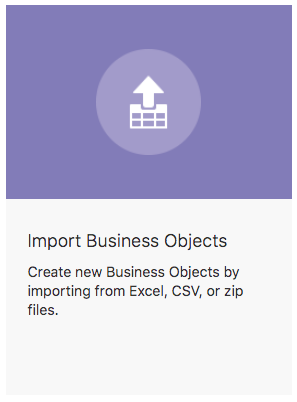 Import Business Objects
Create new Business Objects by
importing from Excel, CSV, or zip
files.